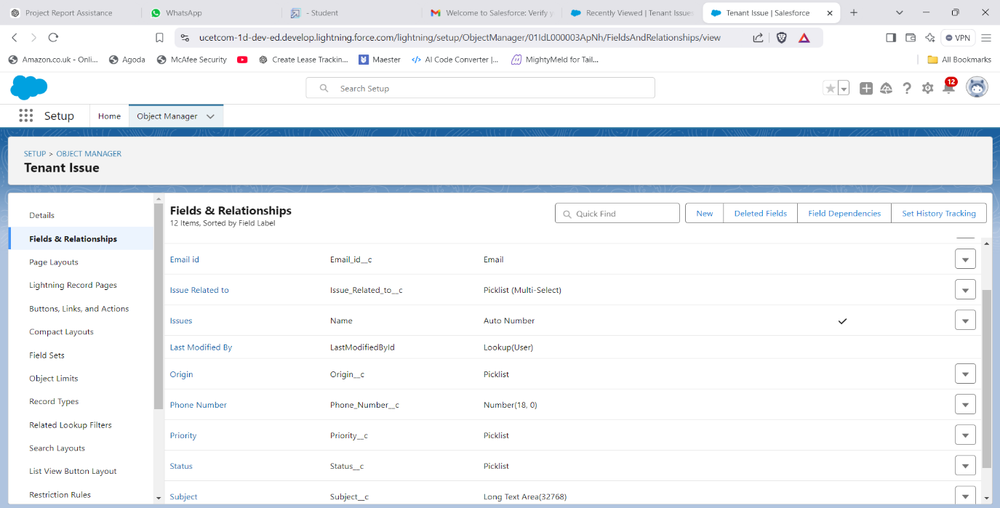 Project Report Assistance
WhatsApp
- Student
Welcome to Salesforce: Verify y
Recently Viewed | Tenant Issues
Tenant Issue | Salesforce
ucetcom-1d-dev-ed.develop.lightning.force.com/lightning/setup/ObjectManager/01IdL000003ApNh/FieldsAndRelationships/view
VPN
Amazon.co.uk - Onli...
Agoda
McAfee Security
Create Lease Trackin...
Maester
AI Code Converter |...
MightyMeld for Tail...
All Bookmarks
Search Setup
12
Setup
Home
Object Manager
SETUP > OBJECT MANAGER
Tenant Issue
Details
Fields & Relationships
Page Layouts
Lightning Record Pages
Buttons, Links, and Actions
Compact Layouts
Field Sets
Object Limits
Record Types
Related Lookup Filters
Search Layouts
List View Button Layout
Restriction Rules
Fields & Relationships
12 Items, Sorted by Field Label
Quick Find
New
Deleted Fields
Field Dependencies
Set History Tracking
Email id Email_id__c Email
Issue Related to Issue_Related_to__c Picklist (Multi-Select)
Issues Name Auto Number
Last Modified By LastModifiedById Lookup(User)
Origin Origin__c Picklist
Phone Number Phone_Number__c Number(18, 0)
Priority Priority__c Picklist
Status Status__c Picklist
Subject Subject__c Long Text Area(32768)